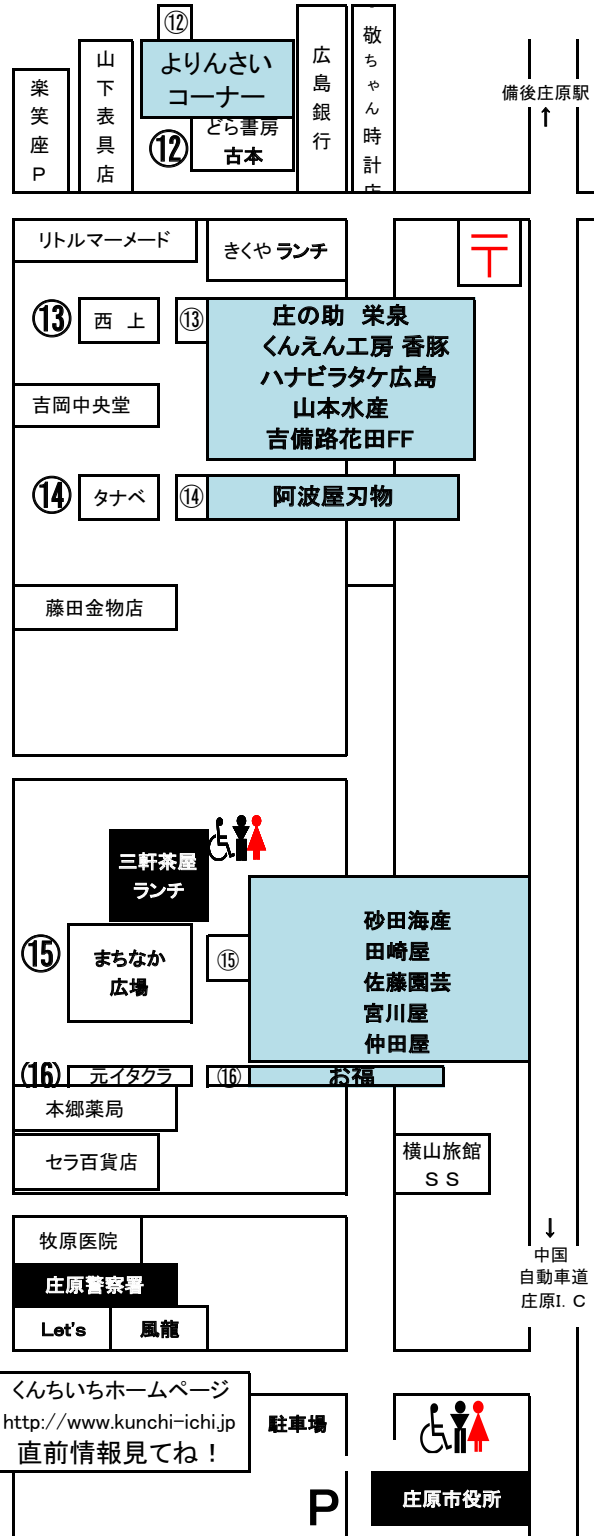 ⑫
よりんさい
コーナー
楽笑座P
山下表具店
⑫
どら書房
古本
広島銀行
敬ちゃん時計店
備後庄原駅
↑
リトルマーメード
きくや ランチ
〒
⑬
西 上
⑬
庄の助 栄泉
くんえん工房 香豚
ハナビラタケ広島
山本水産
吉備路花田FF
吉岡中央堂
⑭
タナベ
⑭
阿波屋刃物
藤田金物店
三軒茶屋
ランチ
⑮
まちなか
広場
⑮
砂田海産
田崎屋
佐藤園芸
宮川屋
仲田屋
⑯
元イタクラ
⑯
お福
本郷薬局
セラ百貨店
横山旅館
SS
牧原医院
庄原警察署
Let's
風龍
↓
中国
自動車道
庄原I.C
くんちいちホームページ
http://www.kunchi-ichi.jp
直前情報見てね！
駐車場
P
庄原市役所